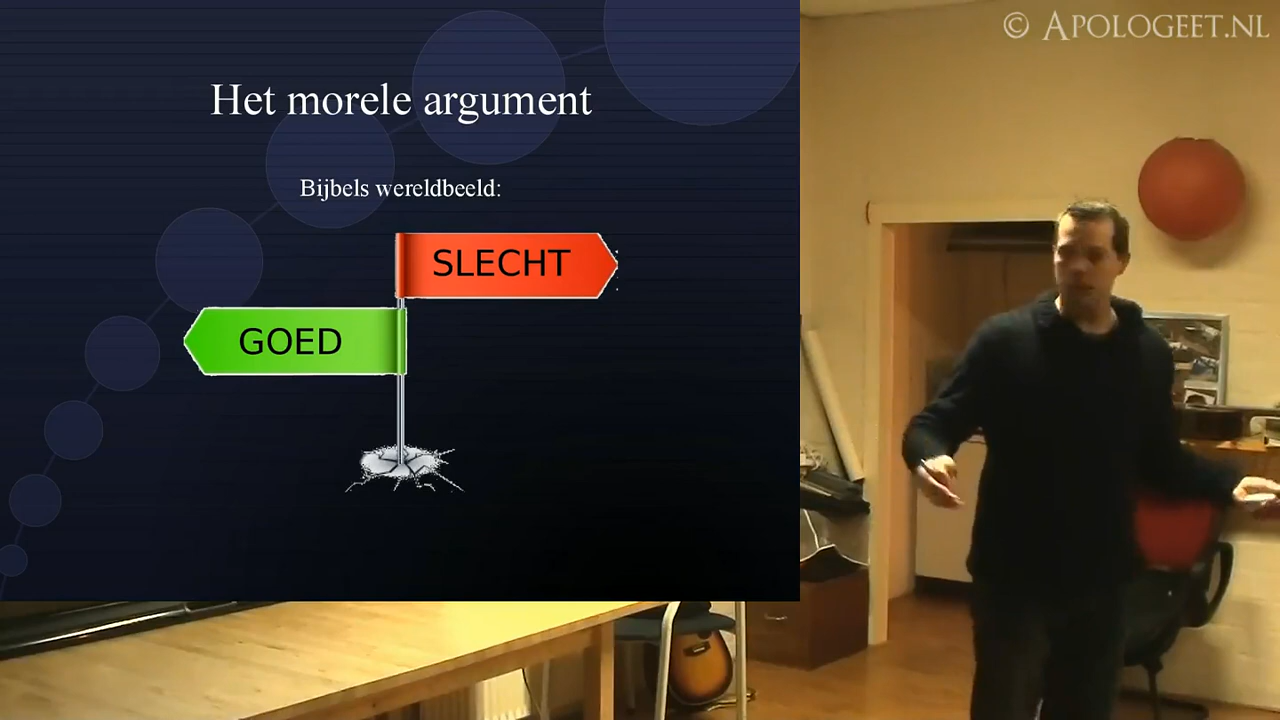 © Apologeet.nl
Het morele argument
Bijbels wereldbeeld:
SLECHT
GOED